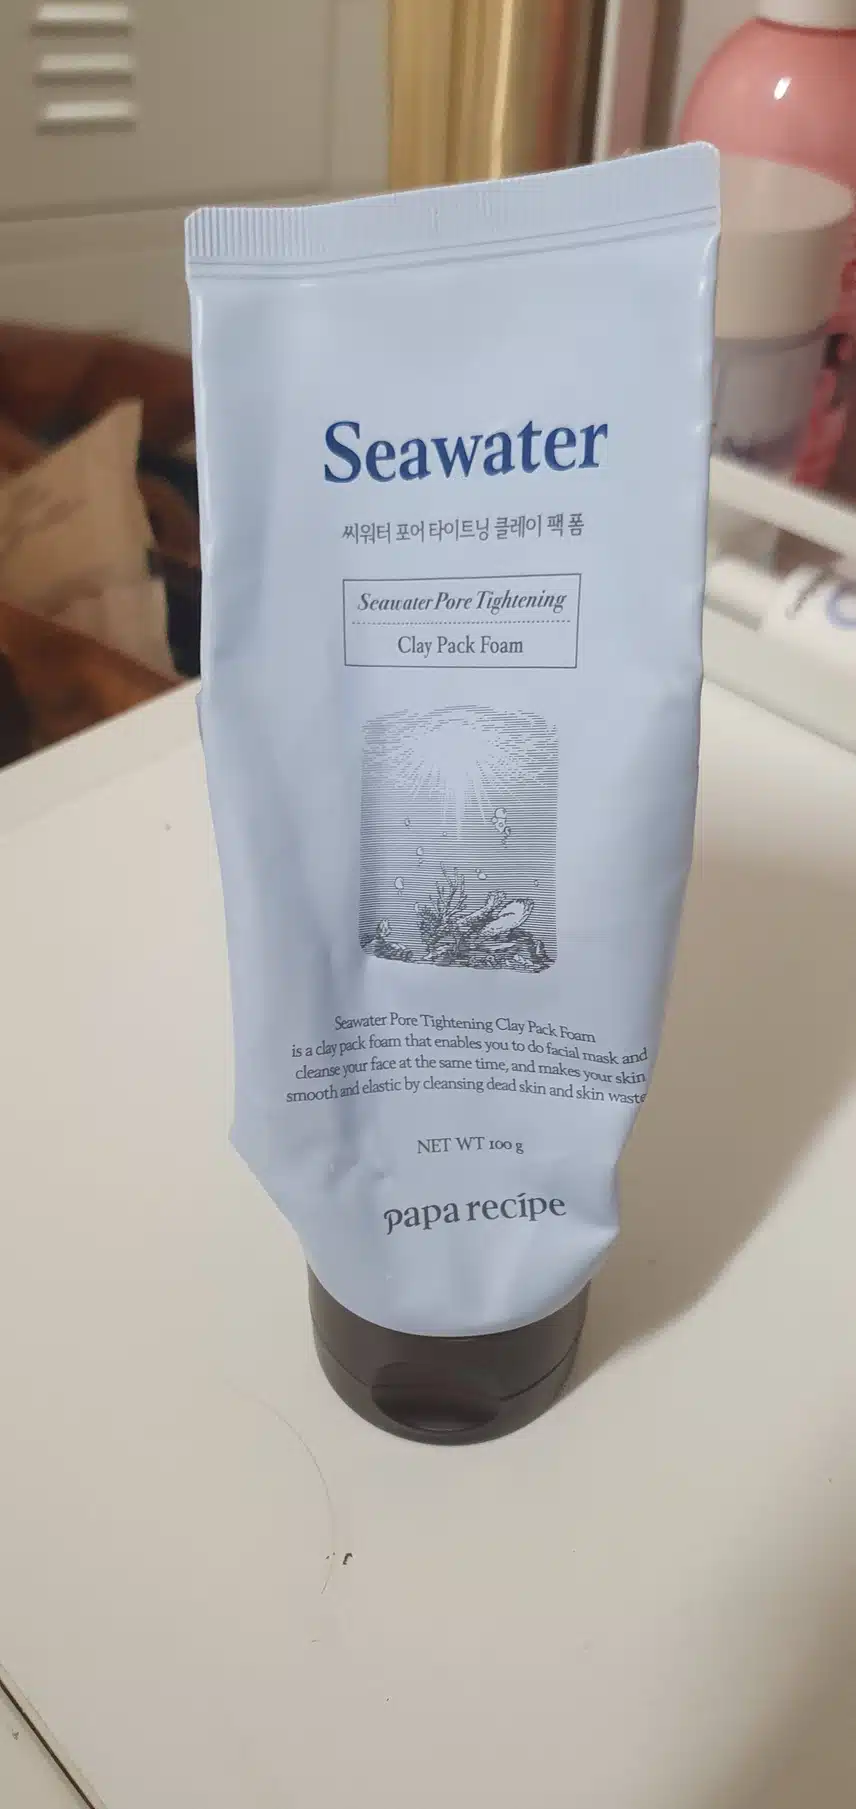 Seawater
씨워터 포어 타이트닝 클레이 팩 폼
Seawater Pore Tightening
Clay Pack Foam
Seawater Pore Tightening Clay Pack Foam
is a clay pack foam that enables you to do facial mask and
cleanse your face at the same time, and makes your skin
smooth and elastic by cleansing dead skin and skin waste
NET WT 100 g
papa recipe